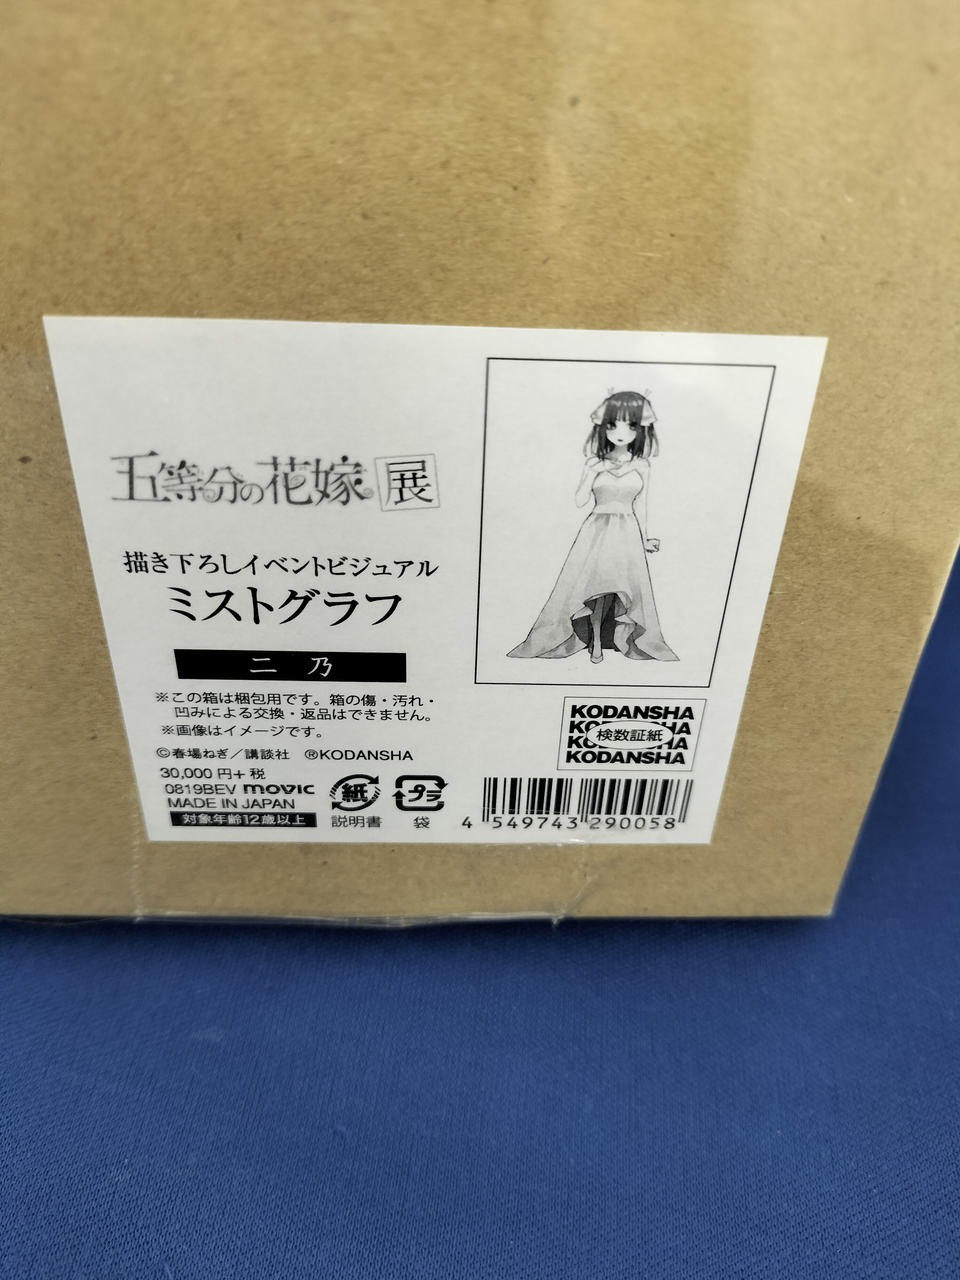 五等分の花嫁 展
描き下ろしイベントビジュアル
ミストグラフ
二 乃
※この箱は梱包用です。箱の傷・汚れ・
凹みによる交換・返品はできません。
※画像はイメージです。
©春場ねぎ／講談社 ®KODANSHA
30,000 円+ 税
0819BEV movic
MADE IN JAPAN
対象年齢12歳以上
紙
説明書
プラ
袋
KODANSHA
検数証紙
KODANSHA
4 549743 290058